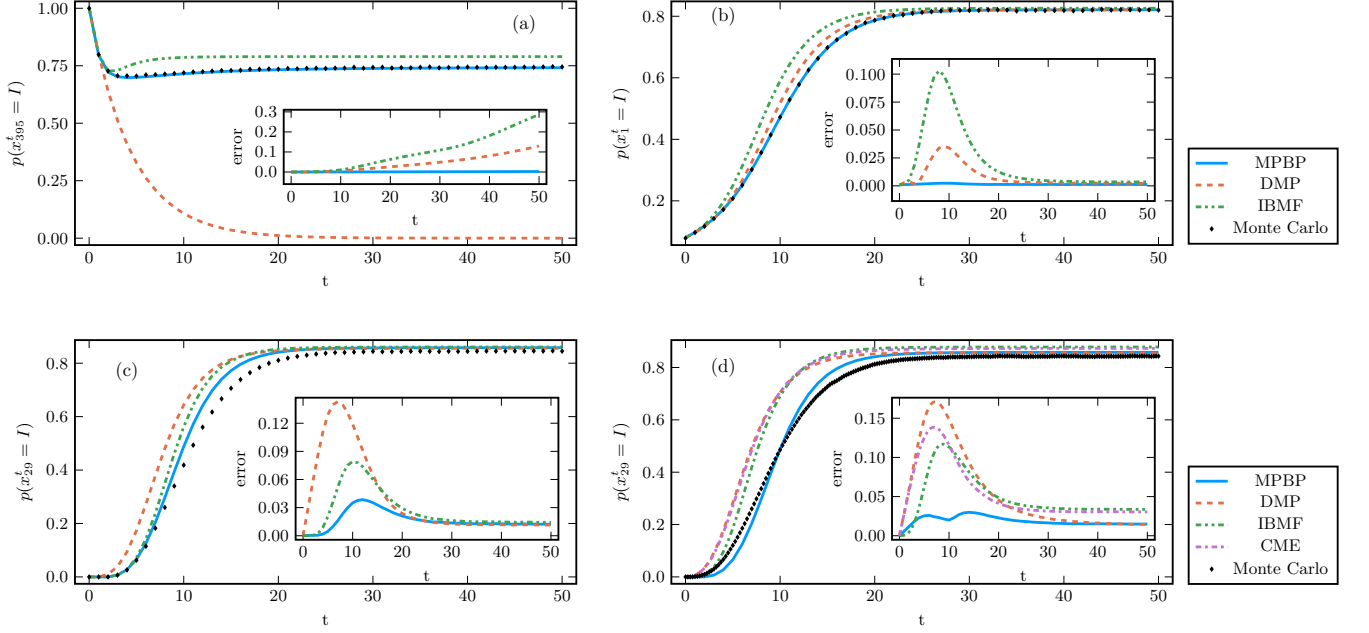 1.00
0.75
0.50
0.25
0.00
p(x^t_395 = I)
(a)
0.3
0.2
0.1
0.0
error
0 10 20 30 40 50
t
0 10 20 30 40 50
t
0.8
0.6
0.4
0.2
p(x^t_1 = I)
(b)
0.100
0.075
0.050
0.025
0.000
error
0 10 20 30 40 50
t
0 10 20 30 40 50
t
MPBP
DMP
IBMF
Monte Carlo
0.8
0.6
0.4
0.2
0.0
p(x^t_29 = I)
(c)
0.12
0.09
0.06
0.03
0.00
error
0 10 20 30 40 50
t
0 10 20 30 40 50
t
0.8
0.6
0.4
0.2
0.0
p(x^t_29 = I)
(d)
0.15
0.10
0.05
0.00
error
0 10 20 30 40 50
t
0 10 20 30 40 50
t
MPBP
DMP
IBMF
CME
Monte Carlo